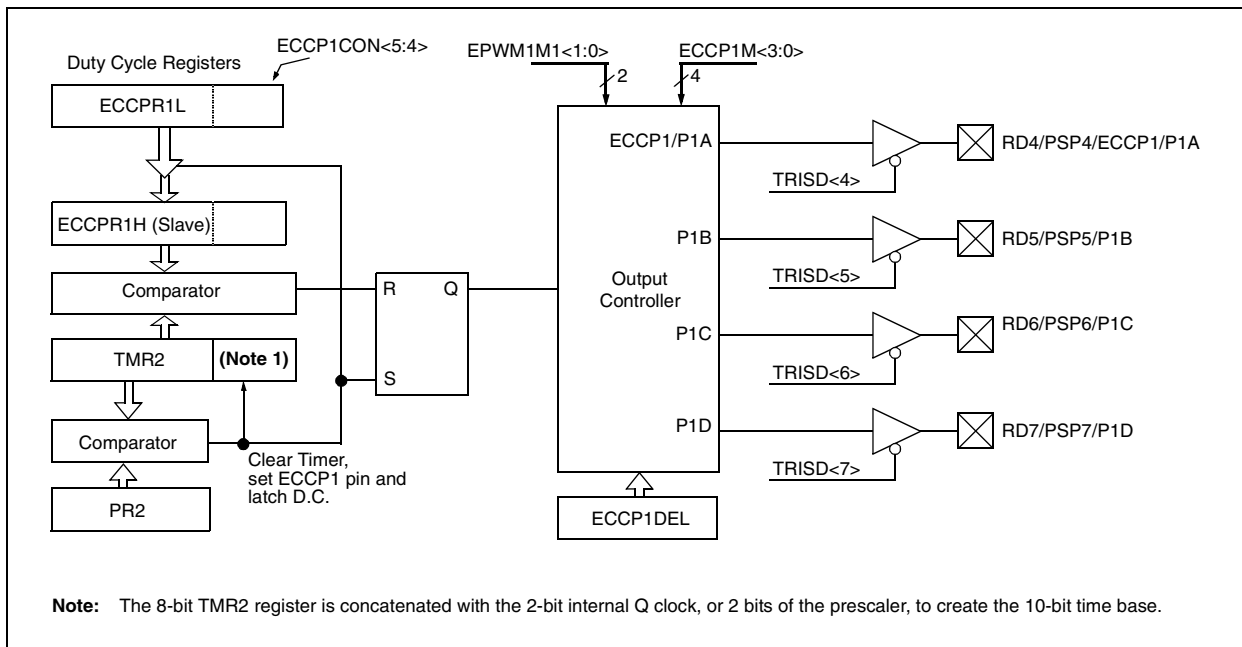 ECCP1CON<5:4>
Duty Cycle Registers
ECCPR1L
ECCPR1H (Slave)
Comparator
TMR2
(Note 1)
Comparator
PR2
Clear Timer,
set ECCP1 pin and
latch D.C.
R
Q
S
EPWM1M1<1:0>
2
ECCP1M<3:0>
4
ECCP1/P1A
P1B
Output
Controller
P1C
P1D
ECCP1DEL
TRISD<4>
RD4/PSP4/ECCP1/P1A
TRISD<5>
RD5/PSP5/P1B
TRISD<6>
RD6/PSP6/P1C
TRISD<7>
RD7/PSP7/P1D
Note: The 8-bit TMR2 register is concatenated with the 2-bit internal Q clock, or 2 bits of the prescaler, to create the 10-bit time base.